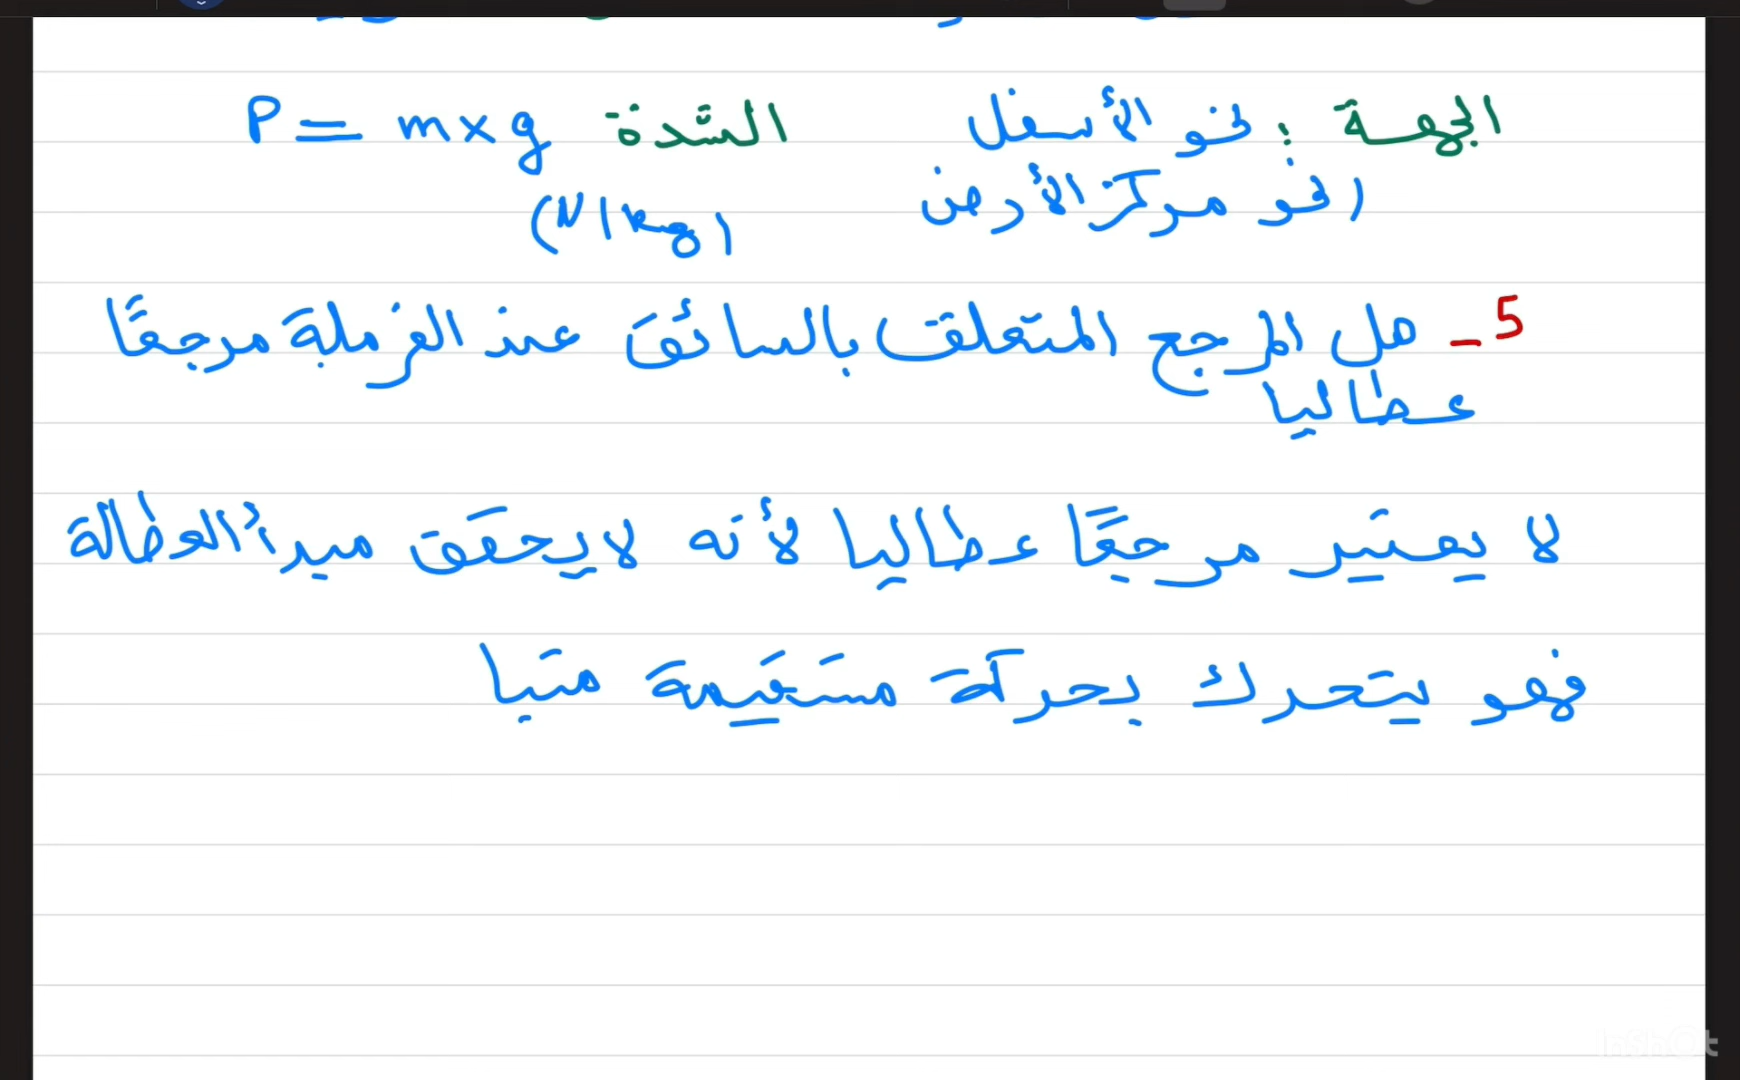 الجهة : نحو الأسفل الشدة P = m x g
(نحو مركز الأرض (N/kg)
5- هل المرجع المتعلق بالسائق عند الفرملة مرجعًا
عطاليا
لا يعتبر مرجعًا عطاليا لأنه لا يحقق مبدأ العطالة
فهو يتحرك بحركة مستقيمة متبا
InShOt